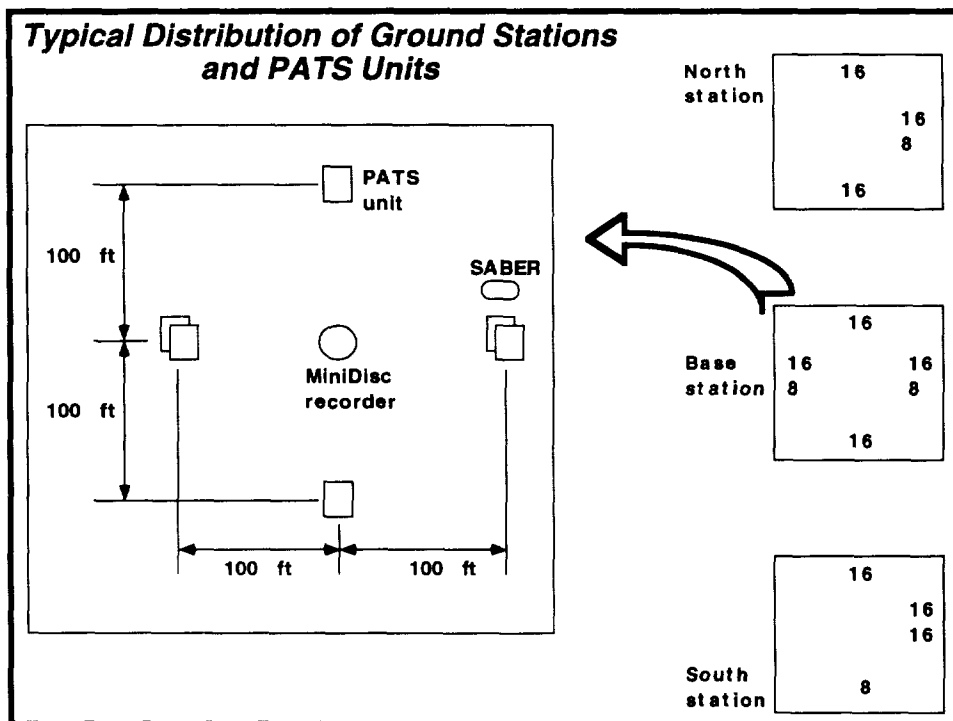 Typical Distribution of Ground Stations
and PATS Units
PATS
unit
100 ft
SABER
MiniDisc
recorder
100 ft
100 ft
100 ft
North
station
16
16
8
16
Base
station
16
16
16
8
8
16
South
station
16
16
16
8